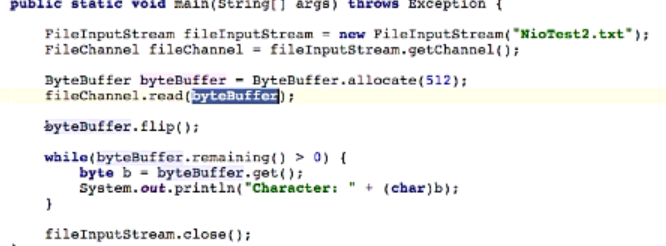 public static void main(String[] args) throws Exception {
FileInputStream fileInputStream = new FileInputStream("NioTest2.txt");
FileChannel fileChannel = fileInputStream.getChannel();
ByteBuffer byteBuffer = ByteBuffer.allocate(512);
fileChannel.read(byteBuffer);
byteBuffer.flip();
while(byteBuffer.remaining() > 0) {
byte b = byteBuffer.get();
System.out.println("Character: " + (char)b);
}
fileInputStream.close();